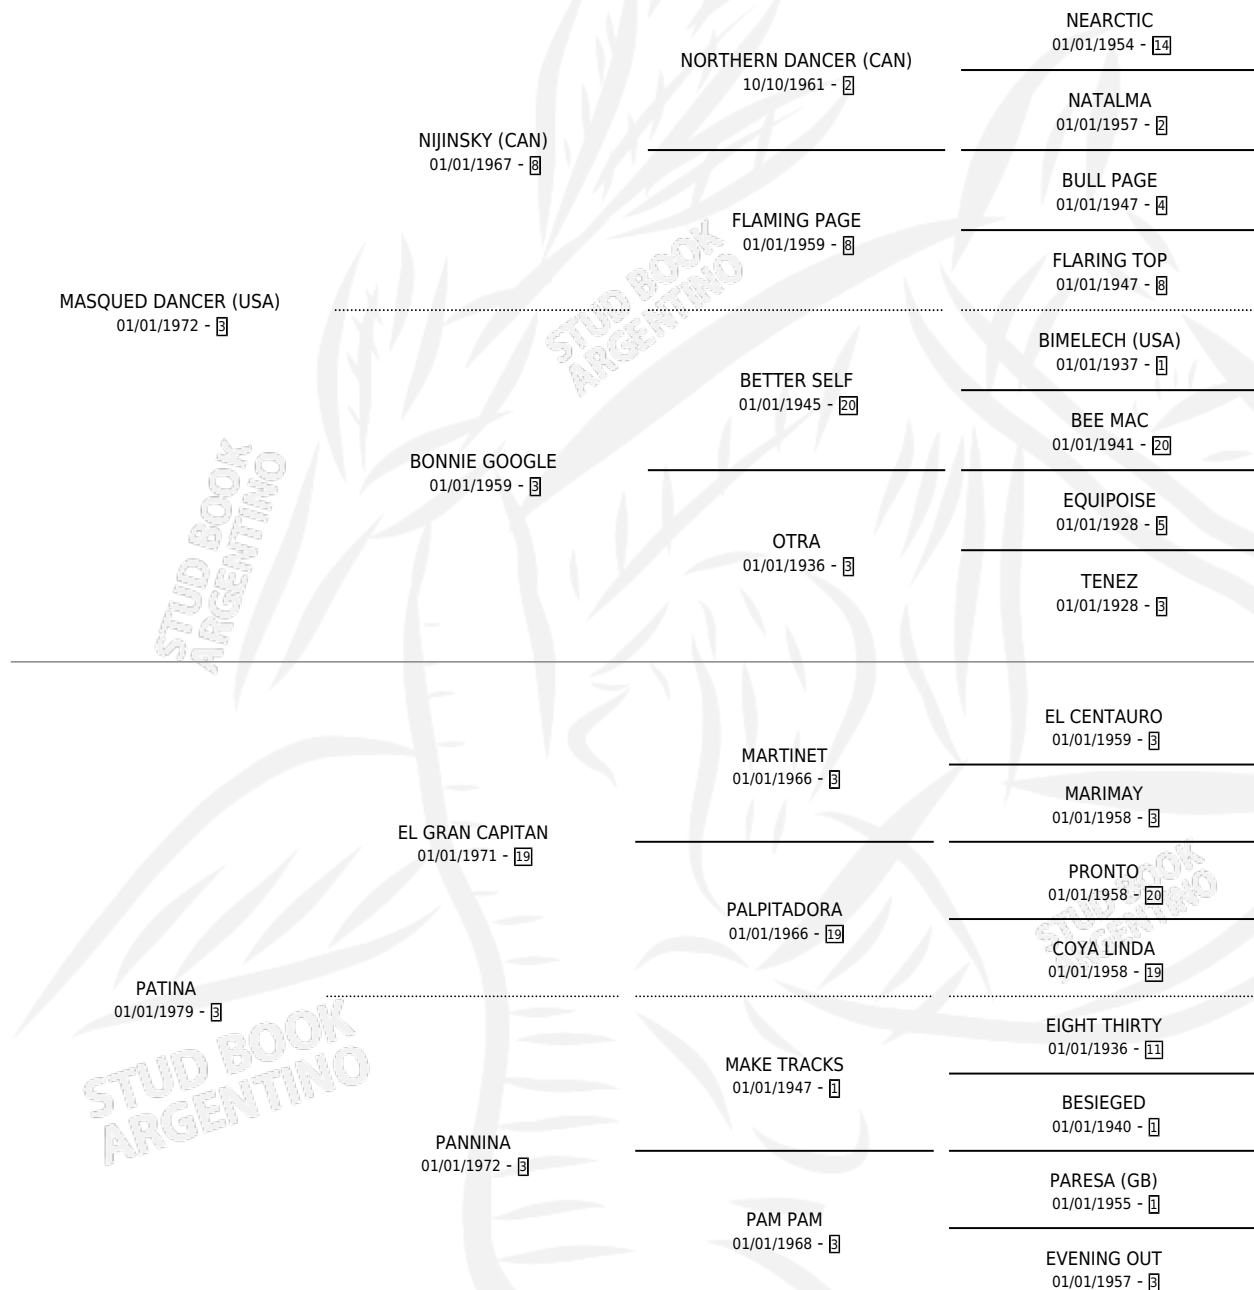 NEARCTIC
01/01/1954 - 14
NORTHERN DANCER (CAN)
10/10/1961 - 2
NATALMA
01/01/1957 - 2
NIJINSKY (CAN)
01/01/1967 - 8
BULL PAGE
01/01/1947 - 4
FLAMING PAGE
01/01/1959 - 8
FLARING TOP
01/01/1947 - 8
MASQUED DANCER (USA)
01/01/1972 - 3
STUD BOOK
ARGENTINO
BIMELECH (USA)
01/01/1937 - 1
BETTER SELF
01/01/1945 - 20
BEE MAC
01/01/1941 - 20
BONNIE GOOGLE
01/01/1959 - 3
EQUIPOISE
01/01/1928 - 5
OTRA
01/01/1936 - 3
TENEZ
01/01/1928 - 3
STUD BOOK
ARGENTINO
EL CENTAURO
01/01/1959 - 3
MARTINET
01/01/1966 - 3
MARIMAY
01/01/1958 - 3
EL GRAN CAPITAN
01/01/1971 - 19
PRONTO
01/01/1958 - 20
PALPITADORA
01/01/1966 - 19
COYA LINDA
01/01/1958 - 19
STUD BOOK
ARGENTINO
PATINA
01/01/1979 - 3
STUD BOOK
ARGENTINO
EIGHT THIRTY
01/01/1936 - 11
MAKE TRACKS
01/01/1947 - 1
BESIEGED
01/01/1940 - 1
PANNINA
01/01/1972 - 3
PARESA (GB)
01/01/1955 - 1
PAM PAM
01/01/1968 - 3
EVENING OUT
01/01/1957 - 3